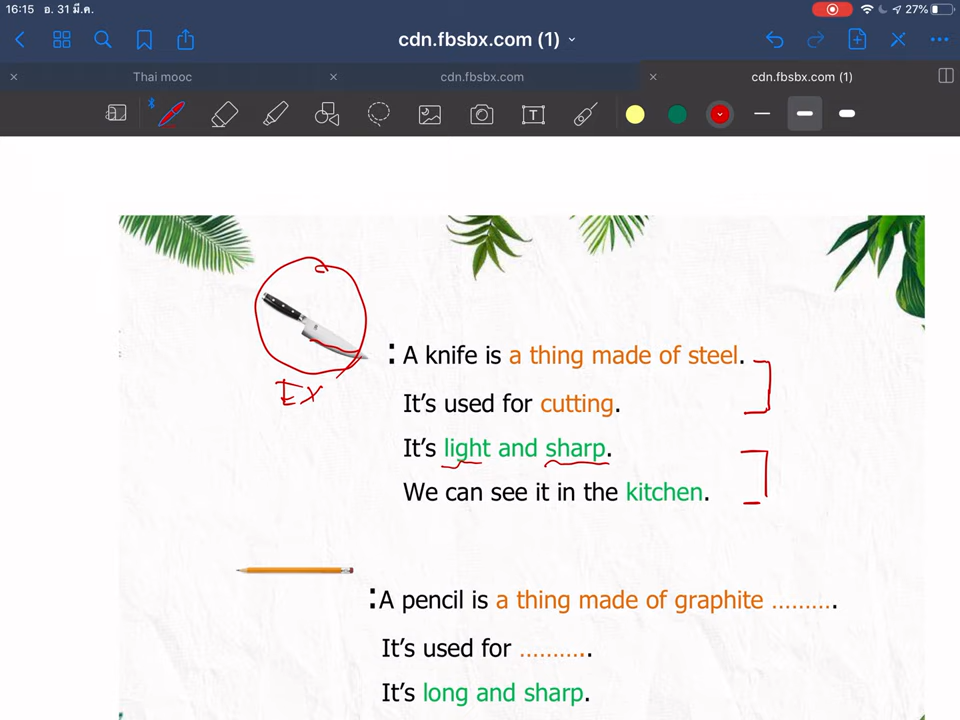 16:15 อ. 31 มี.ค.
27%
cdn.fbsbx.com (1)
Thai mooc
cdn.fbsbx.com
cdn.fbsbx.com (1)
T
: A knife is a thing made of steel.
EX
It's used for cutting.
It's light and sharp.
We can see it in the kitchen.
:A pencil is a thing made of graphite ..........
It's used for ............
It's long and sharp.